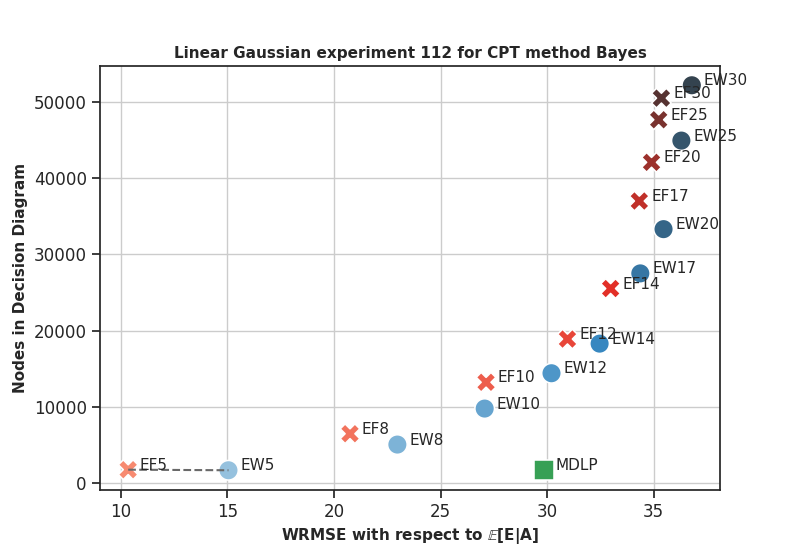 Linear Gaussian experiment 112 for CPT method Bayes
Nodes in Decision Diagram
50000
40000
30000
20000
10000
0
EW30
EF30
EF25
EW25
EF20
EF17
EW20
EW17
EF14
EF12
EW14
EW12
EF10
EW10
EF8
EW8
EF5
EW5
MDLP
10
15
20
25
30
35
WRMSE with respect to 𝔼[E|A]